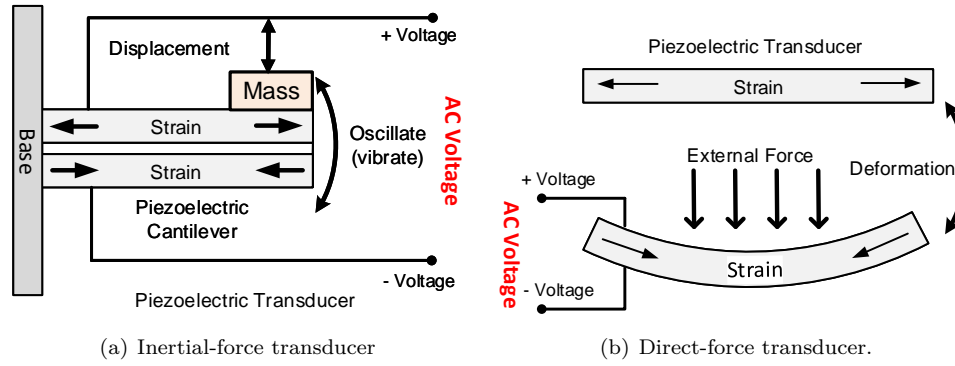 + Voltage
Displacement
Mass
Base
Strain
Strain
Oscillate
(vibrate)
AC Voltage
Piezoelectric
Cantilever
- Voltage
Piezoelectric Transducer
(a) Inertial-force transducer
Piezoelectric Transducer
Strain
External Force
Deformation
+ Voltage
AC Voltage
Strain
- Voltage
(b) Direct-force transducer.